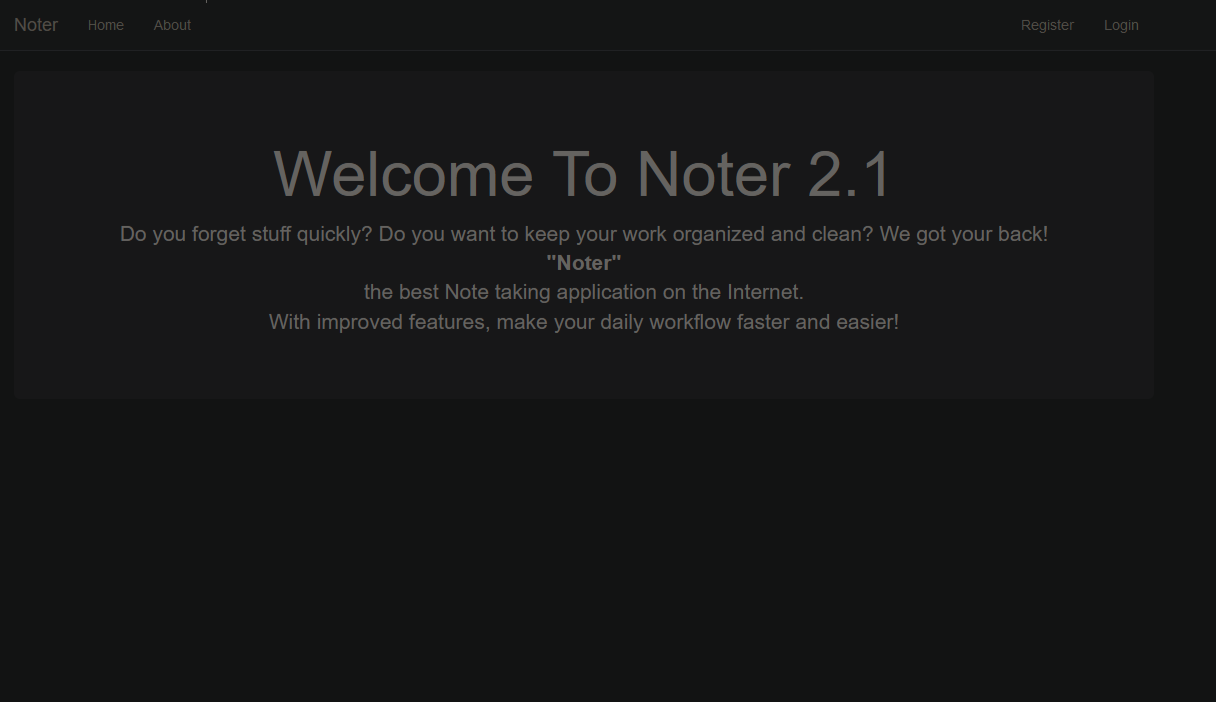 Noter Home About Register Login
Welcome To Noter 2.1
Do you forget stuff quickly? Do you want to keep your work organized and clean? We got your back!
"Noter"
the best Note taking application on the Internet.
With improved features, make your daily workflow faster and easier!